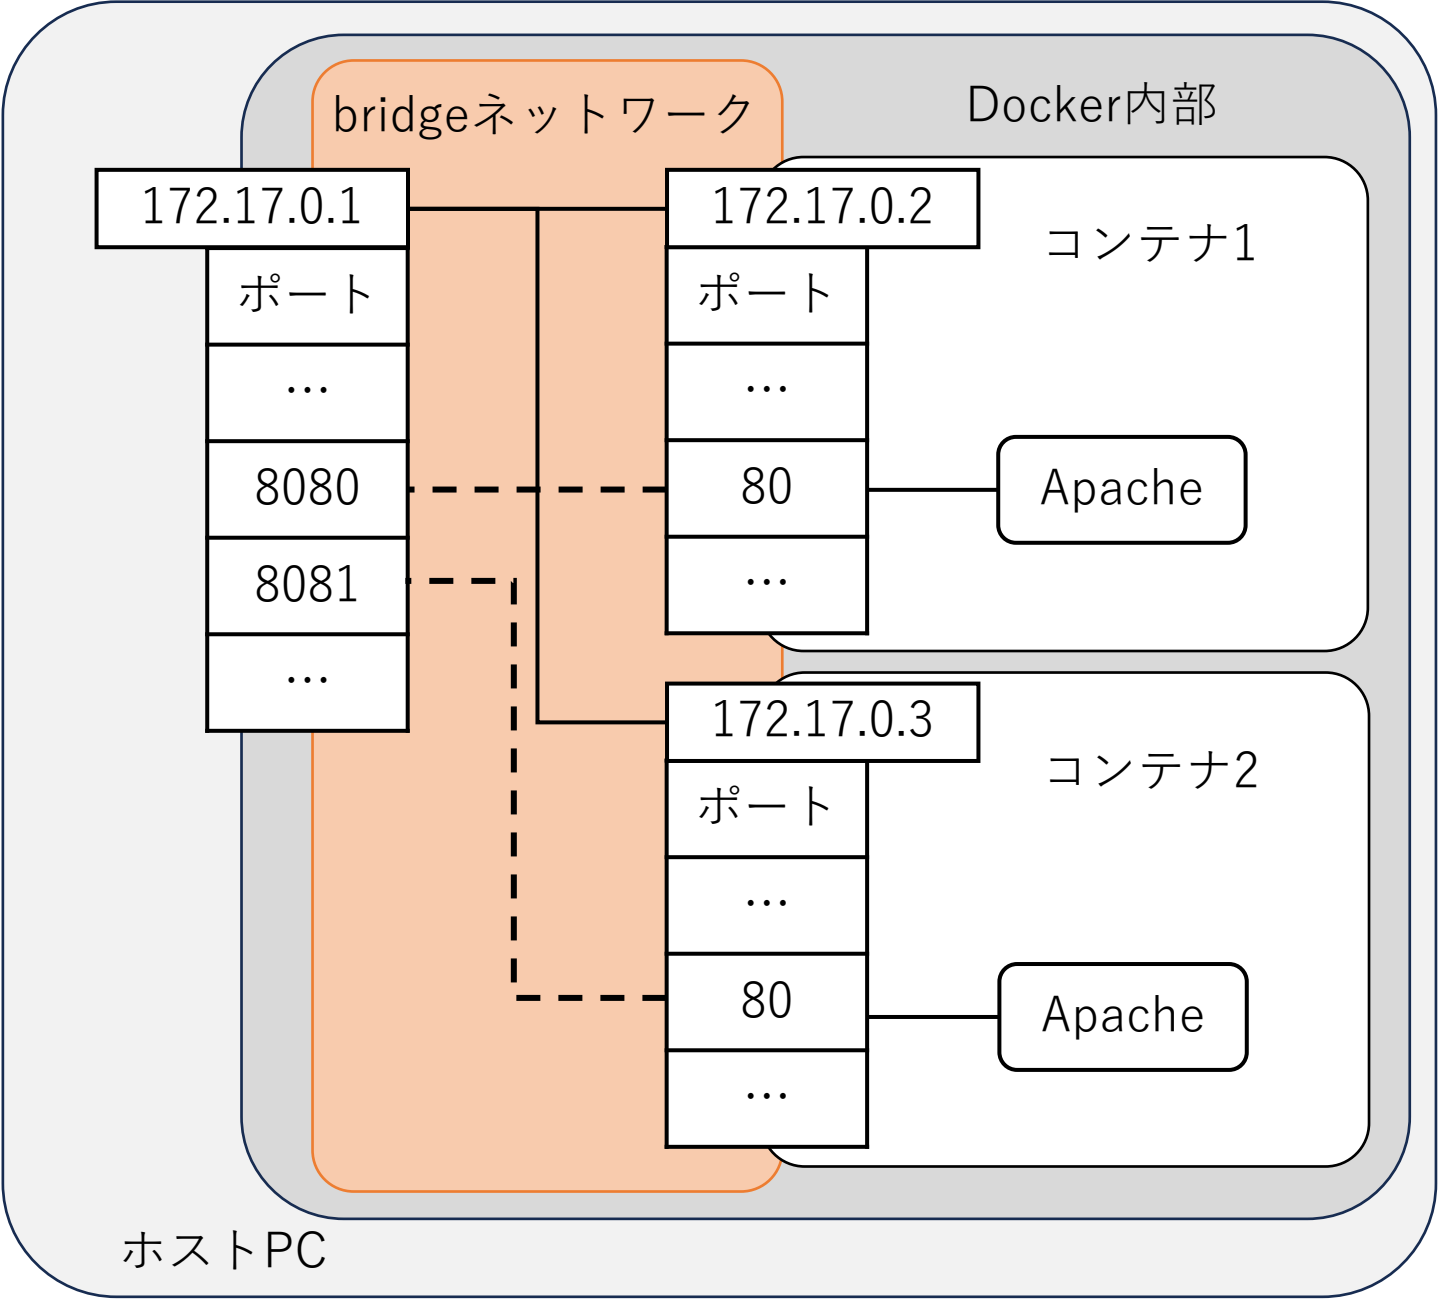 bridgeネットワーク
Docker内部
172.17.0.1
ポート
…
8080
8081
…
172.17.0.2
ポート
…
80
…
コンテナ1
Apache
172.17.0.3
ポート
…
80
…
コンテナ2
Apache
ホストPC